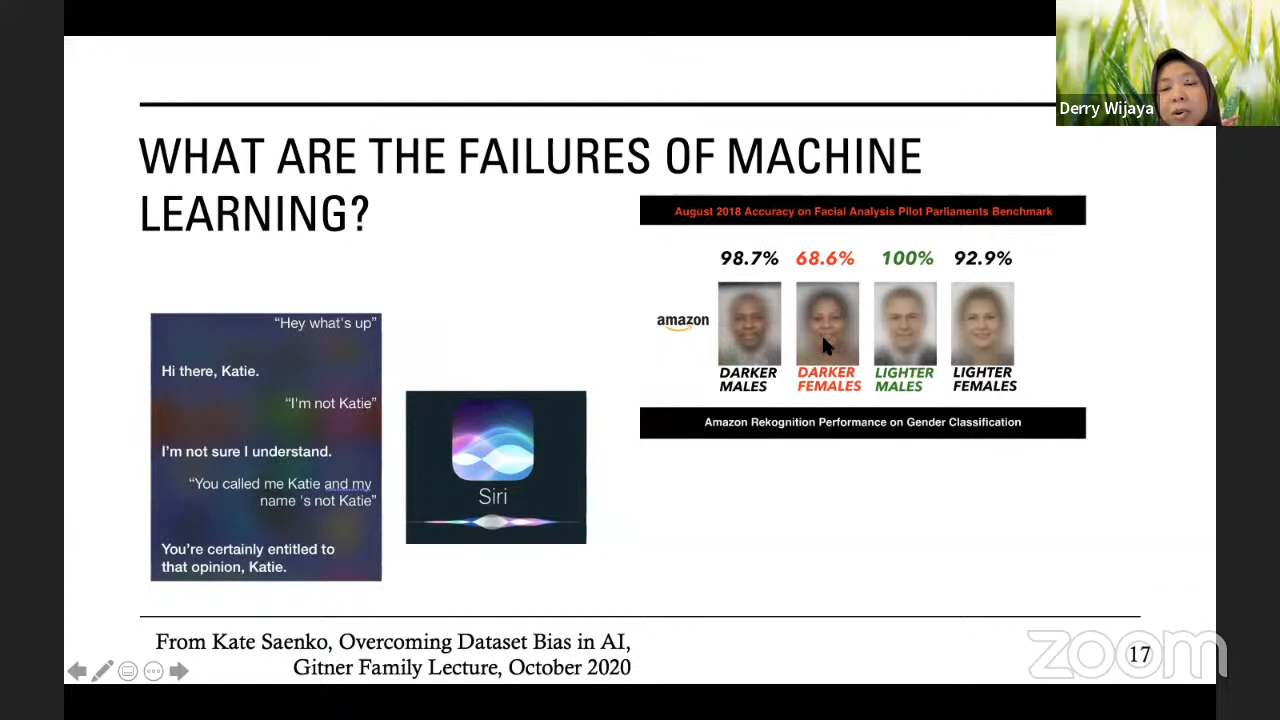 Derry Wijaya
WHAT ARE THE FAILURES OF MACHINE
LEARNING?
August 2018 Accuracy on Facial Analysis Pilot Parliaments Benchmark
98.7% 68.6% 100% 92.9%
amazon
DARKER DARKER LIGHTER LIGHTER
MALES FEMALES MALES FEMALES
Amazon Rekognition Performance on Gender Classification
“Hey what's up”
Hi there, Katie.
“I'm not Katie”
I'm not sure I understand.
“You called me Katie and my
name 's not Katie”
You’re certainly entitled to
that opinion, Katie.
Siri
From Kate Saenko, Overcoming Dataset Bias in AI,
Gitner Family Lecture, October 2020
17
zoom